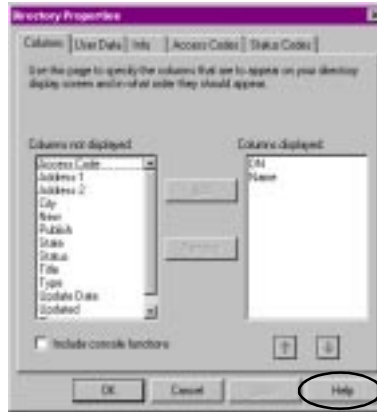 Directory Properties
Columns User Data Info Access Codes Status Codes
Use this page to specify the columns that are to appear on your directory
display screen and in what order they should appear.
Columns not displayed: Columns displayed:
Access Code
Address 1
Address 2
City
New
Publish
State
Status
Title
Type
Update Date
Updated
DN
Name
Include console functions
OK Cancel Help